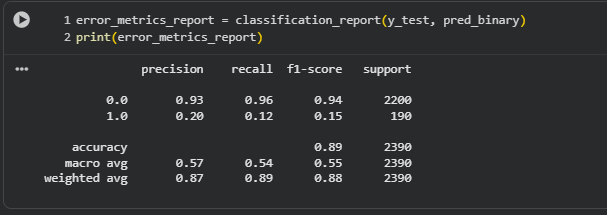 1 error_metrics_report = classification_report(y_test, pred_binary)
2 print(error_metrics_report)
precision recall f1-score support
0.0 0.93 0.96 0.94 2200
1.0 0.20 0.12 0.15 190
accuracy 0.89 2390
macro avg 0.57 0.54 0.55 2390
weighted avg 0.87 0.89 0.88 2390